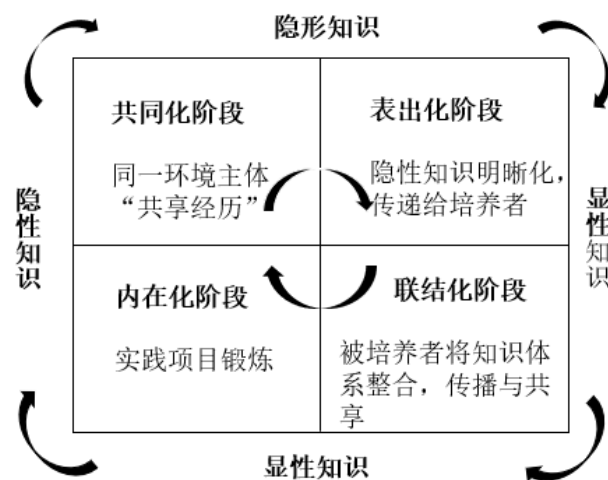 隐形知识
共同化阶段
同一环境主体
“共享经历”
表出化阶段
隐性知识明晰化，
传递给培养者
隐性知识
显性知识
内在化阶段
实践项目锻炼
联结化阶段
被培养者将知识体
系整合，传播与共
享
显性知识